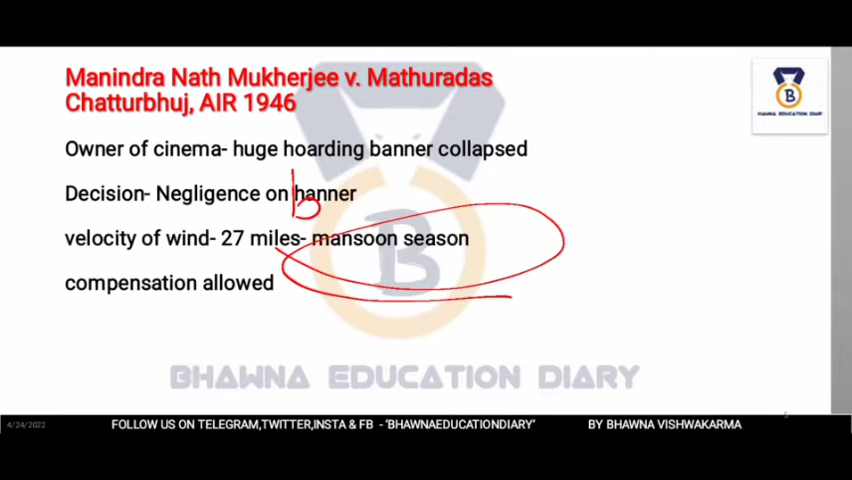 Manindra Nath Mukherjee v. Mathuradas
Chatturbhuj, AIR 1946
B
BHAWNA EDUCATION DIARY
Owner of cinema- huge hoarding banner collapsed
Decision- Negligence on hanner
b
velocity of wind- 27 miles- mansoon season
B
compensation allowed
BHAWNA EDUCATION DIARY
5
4/24/2022
FOLLOW US ON TELEGRAM,TWITTER,INSTA & FB - ‘BHAWNAEDUCATIONDIARY’
BY BHAWNA VISHWAKARMA